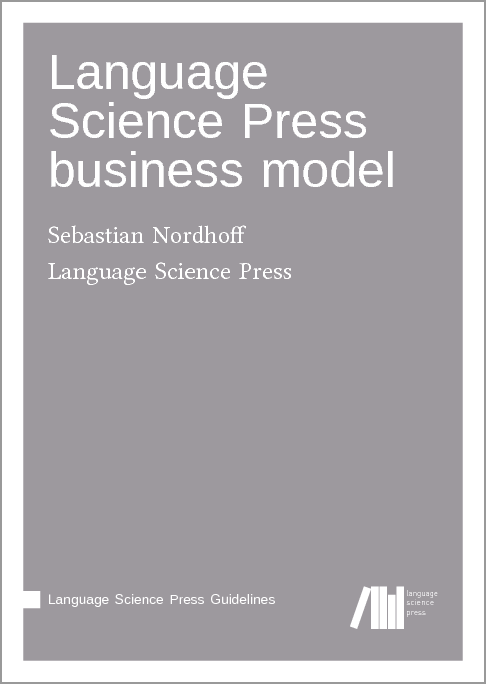 Language
Science Press
business model
Sebastian Nordhoff
Language Science Press
Language Science Press Guidelines
language
science
press